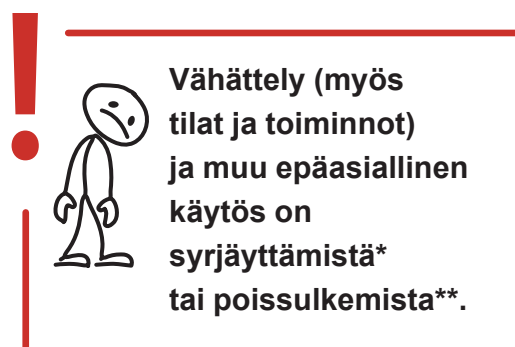 Vähättely (myös
tilat ja toiminnot)
ja muu epäasiallinen
käytös on
syrjäyttämistä*
tai poissulkemista**.